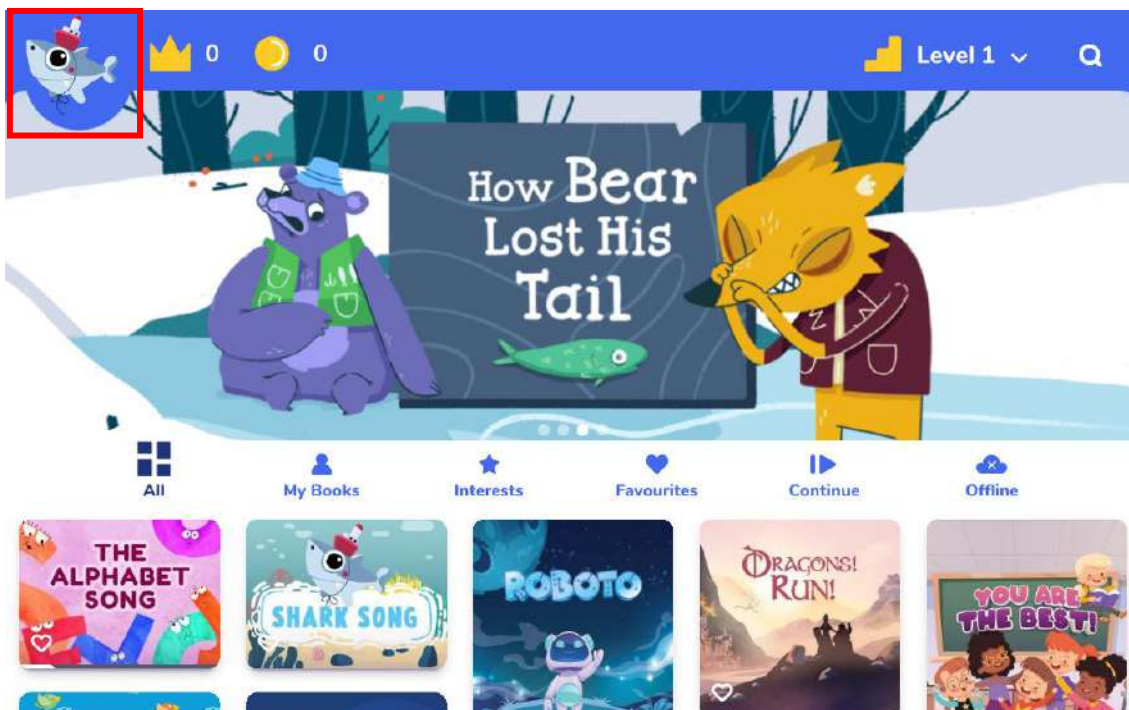 0 0 Level 1
How Bear
Lost His
Tail
All My Books Interests Favourites Continue Offline
THE
ALPHABET
SONG
SHARK SONG
ROBOTO
DRAGONS!
RUN!
YOU ARE
THE BEST!